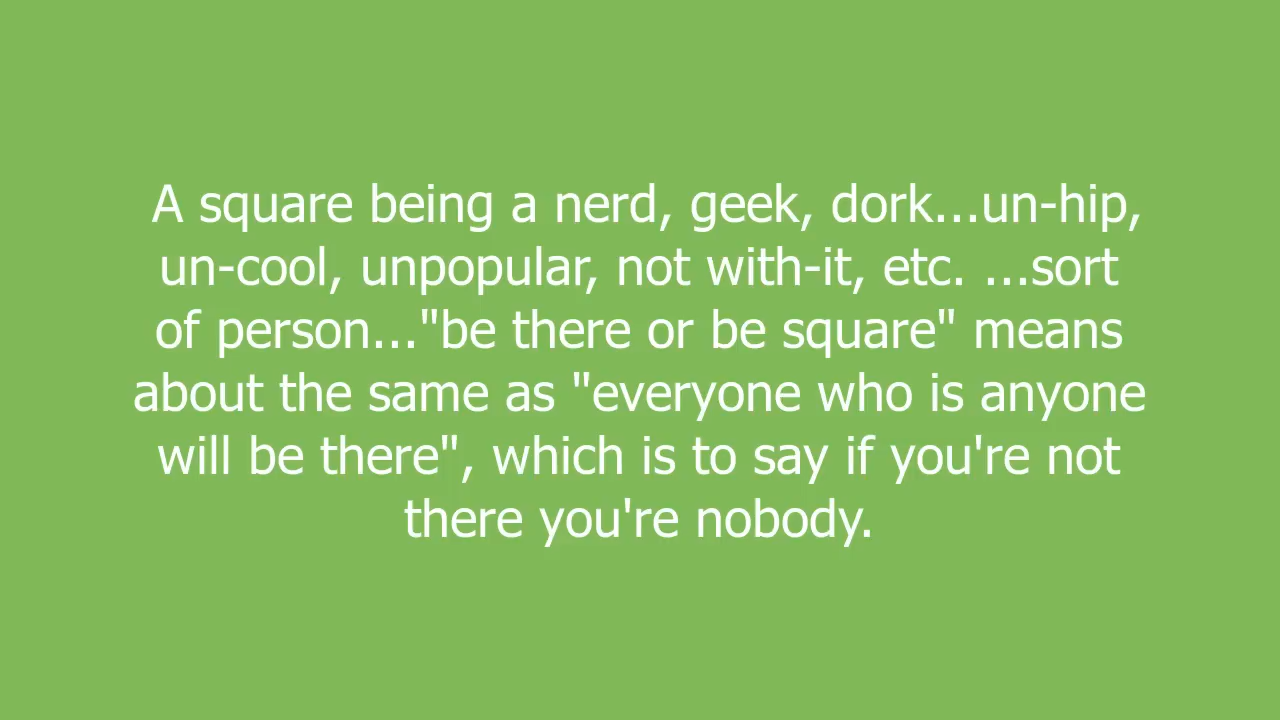 A square being a nerd, geek, dork...un-hip,
un-cool, unpopular, not with-it, etc. ...sort
of person..."be there or be square" means
about the same as "everyone who is anyone
will be there", which is to say if you're not
there you're nobody.